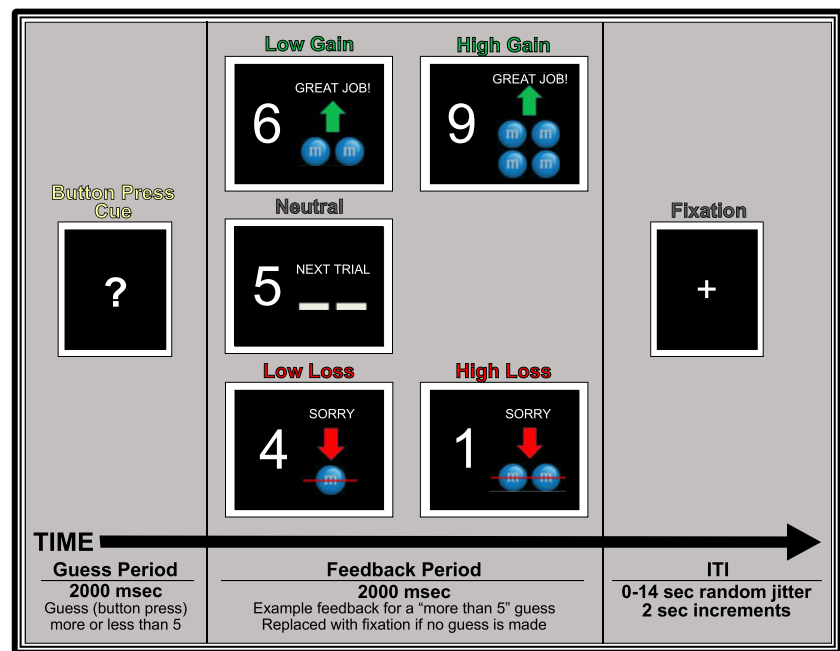 Low Gain
High Gain
GREAT JOB!
6
m m
GREAT JOB!
9
m m
m m
Button Press
Cue
?
Neutral
NEXT TRIAL
5
Fixation
+
Low Loss
High Loss
SORRY
4
m
SORRY
1
m m
TIME
Guess Period
2000 msec
Guess (button press)
more or less than 5
Feedback Period
2000 msec
Example feedback for a “more than 5” guess
Replaced with fixation if no guess is made
ITI
0-14 sec random jitter
2 sec increments